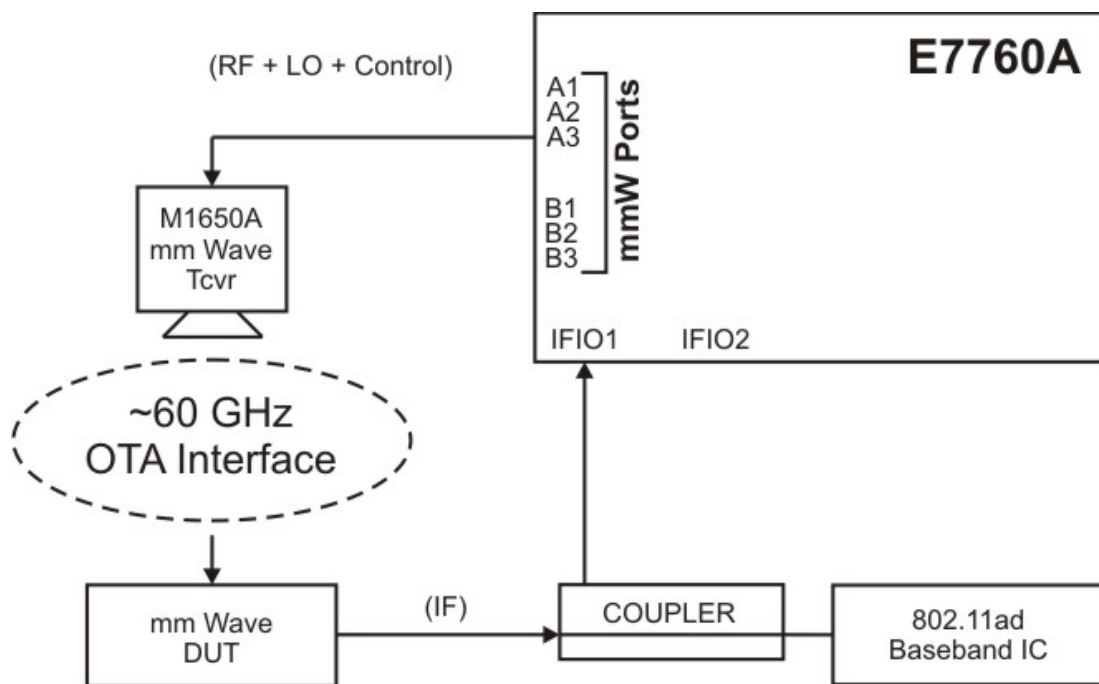 E7760A
(RF + LO + Control)
A1
A2
A3
B1
B2
B3
mmW Ports
M1650A
mm Wave
Tcvr
IFIO1
IFIO2
~60 GHz
OTA Interface
mm Wave
DUT
(IF)
COUPLER
802.11ad
Baseband IC